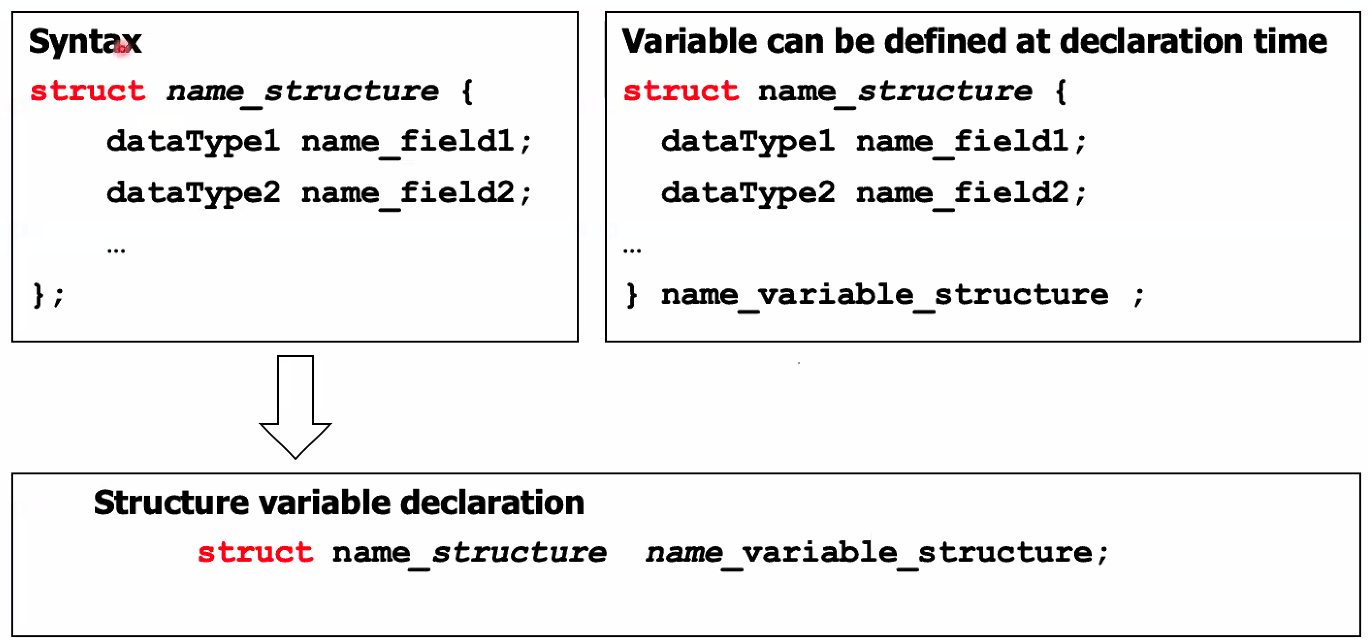 Syntax
struct name_structure {
dataType1 name_field1;
dataType2 name_field2;
…
};
Variable can be defined at declaration time
struct name_structure {
dataType1 name_field1;
dataType2 name_field2;
…
} name_variable_structure ;
Structure variable declaration
struct name_structure name_variable_structure;